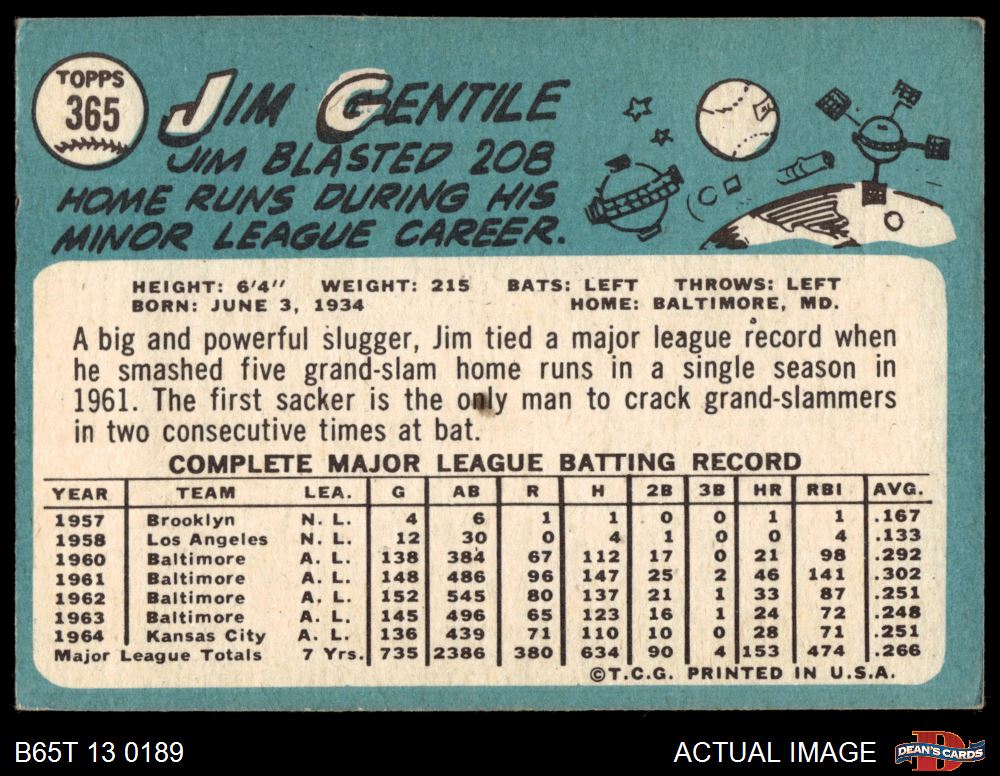 TOPPS
365
JIM GENTILE
JIM BLASTED 208
HOME RUNS DURING HIS
MINOR LEAGUE CAREER.
HEIGHT: 6'4" WEIGHT: 215 BATS: LEFT THROWS: LEFT
BORN: JUNE 3, 1934 HOME: BALTIMORE, MD.
A big and powerful slugger, Jim tied a major league record when
he smashed five grand-slam home runs in a single season in
1961. The first sacker is the only man to crack grand-slammers
in two consecutive times at bat.
COMPLETE MAJOR LEAGUE BATTING RECORD
YEAR TEAM LEA. G AB R H 2B 3B HR RBI AVG.
1957 Brooklyn N. L. 4 6 1 1 0 0 1 1 .167
1958 Los Angeles N. L. 12 30 0 4 1 0 0 4 .133
1960 Baltimore A. L. 138 384 67 112 17 0 21 98 .292
1961 Baltimore A. L. 148 486 96 147 25 2 46 141 .302
1962 Baltimore A. L. 152 545 80 137 21 1 33 87 .251
1963 Baltimore A. L. 145 496 65 123 16 1 24 72 .248
1964 Kansas City A. L. 136 439 71 110 10 0 28 71 .251
Major League Totals 7 Yrs. 735 2386 380 634 90 4 153 474 .266
©T.C.G. PRINTED IN U.S.A.
B65T 13 0189 ACTUAL IMAGE DEAN'S CARDS